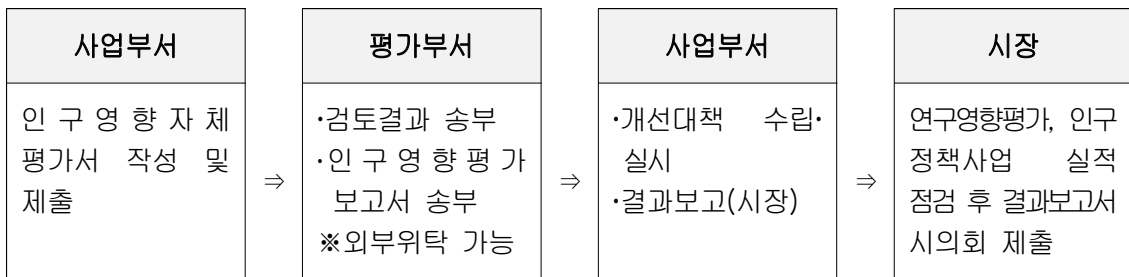 사업부서
인 구 영 향 자 체
평가서 작성 및
제출
⇒
평가부서
·검토결과 송부
·인 구 영 향 평 가
보고서 송부
※외부위탁 가능
⇒
사업부서
·개선대책 수립·
실시
·결과보고(시장)
⇒
시장
연구영향평가, 인구
정책사업 실적
점검 후 결과보고서
시의회 제출